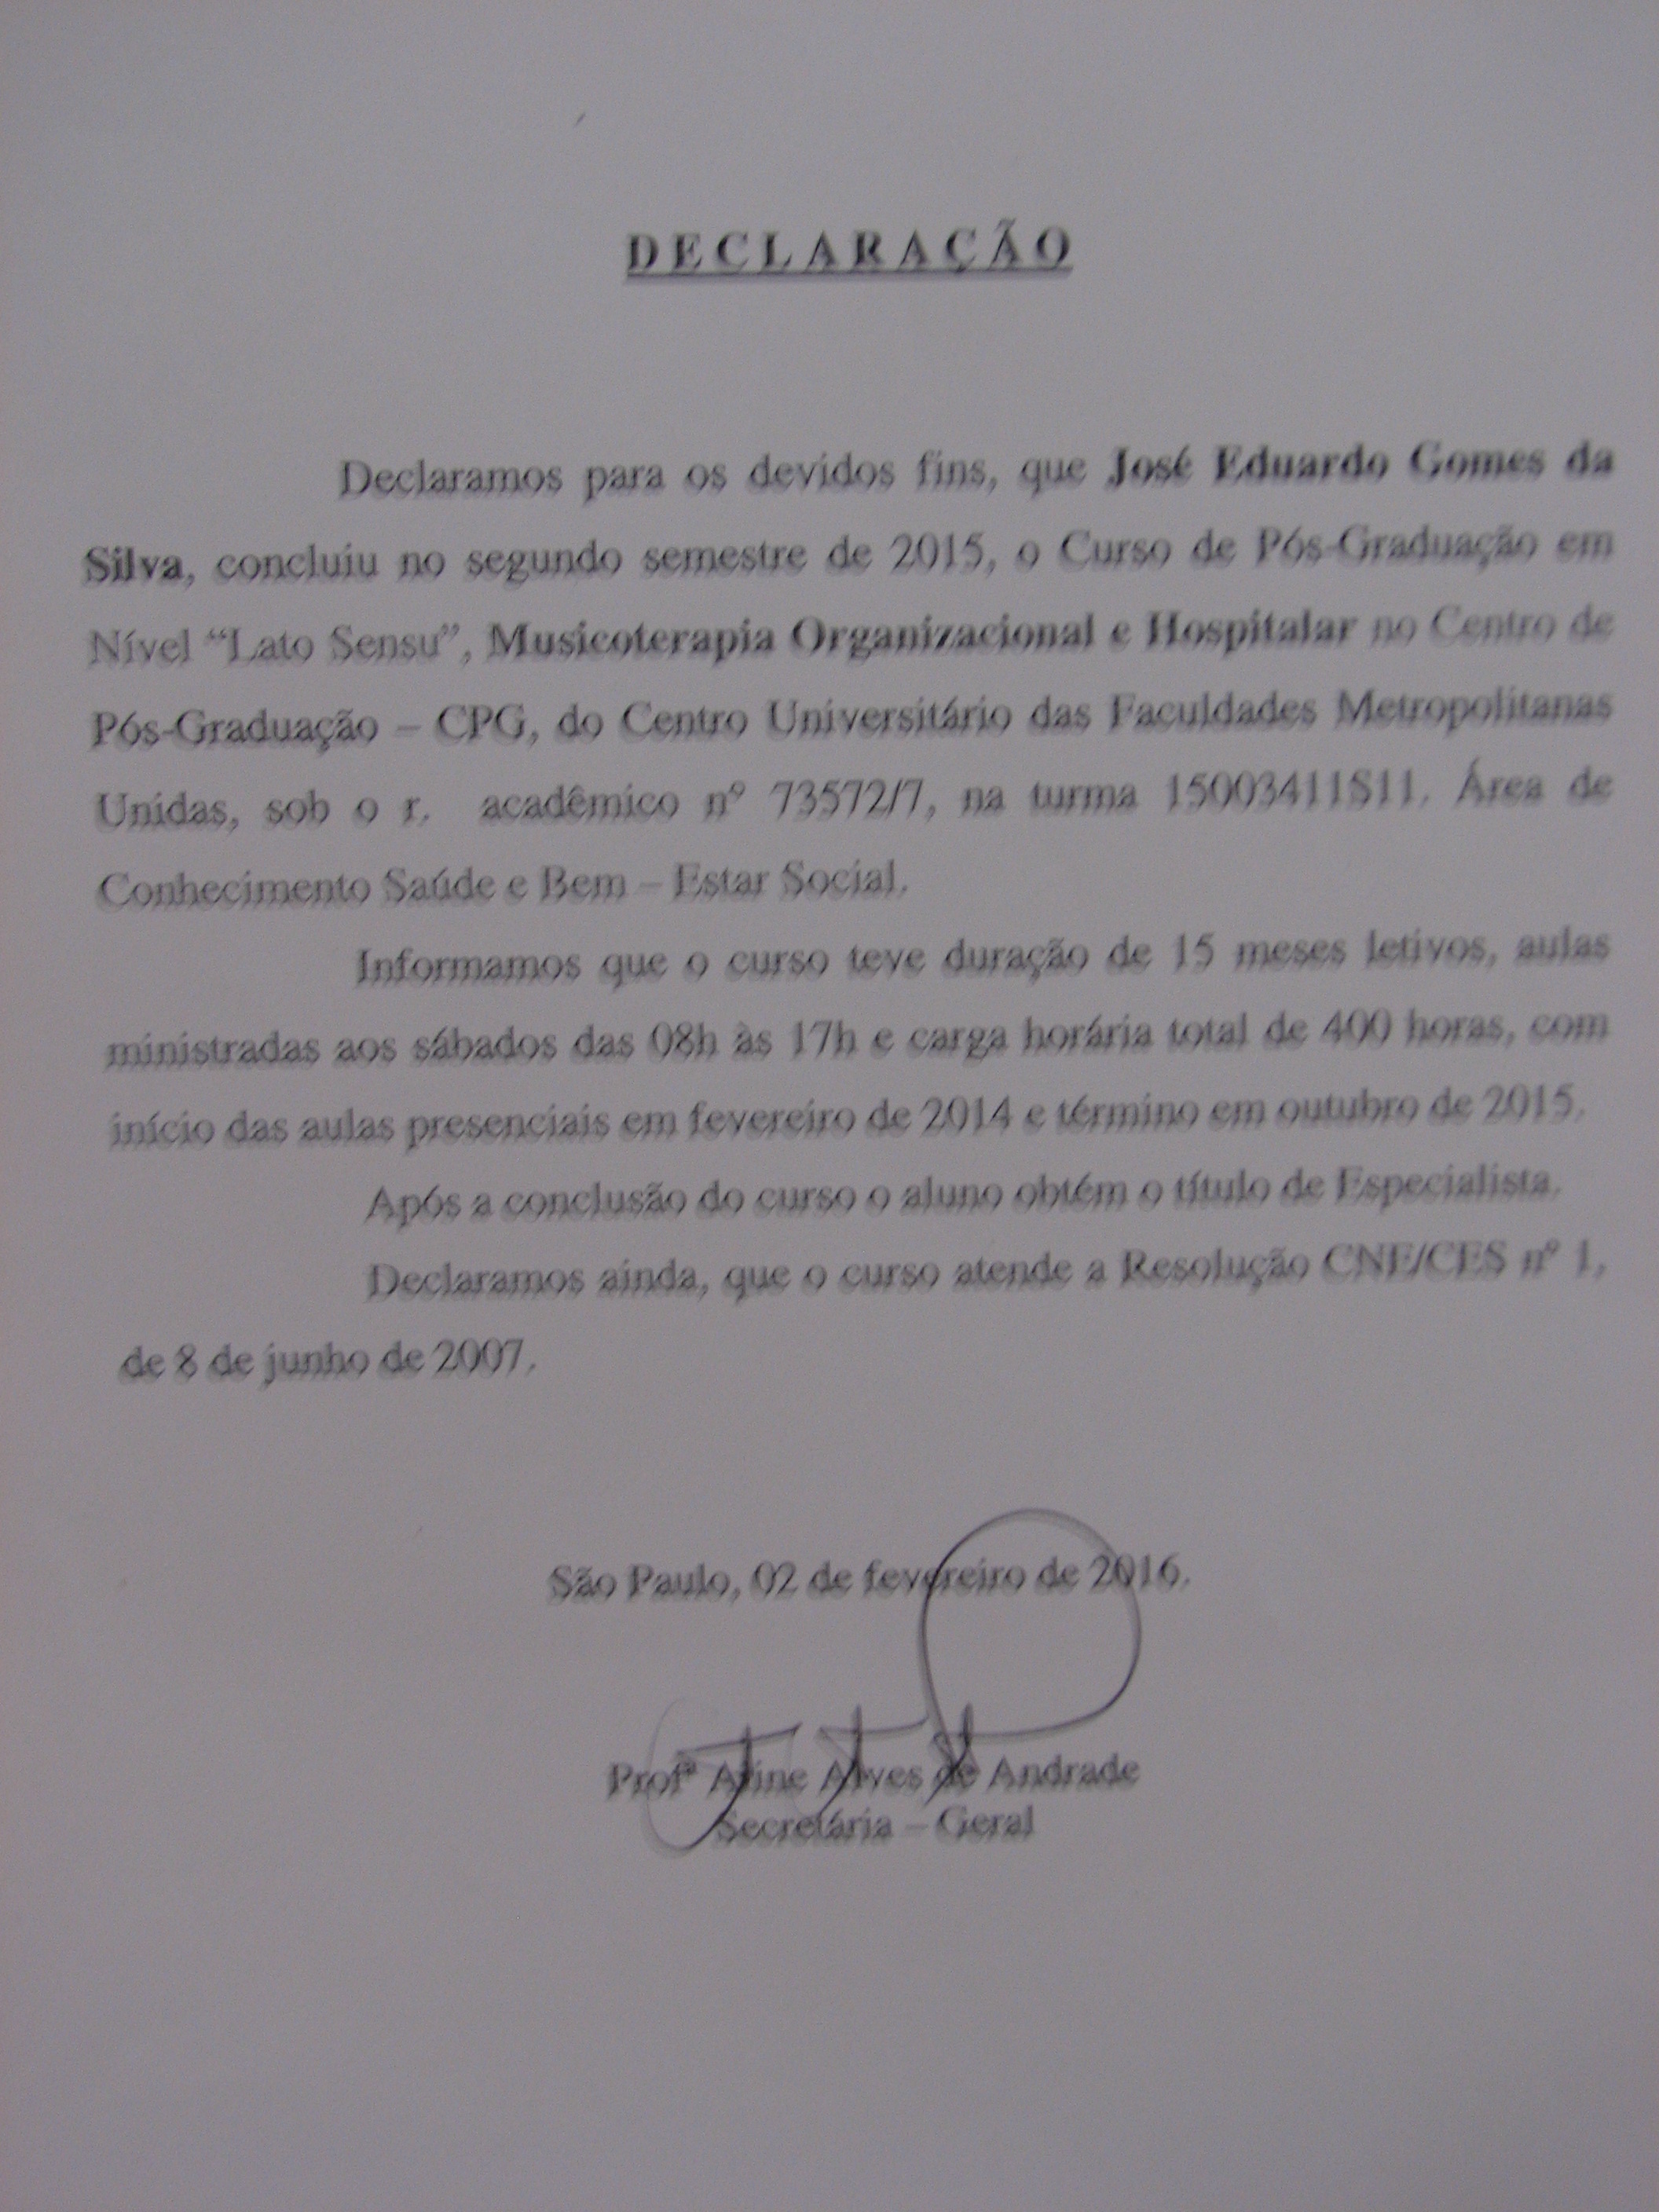 DECLARAÇÃO
Declaramos para os devidos fins, que José Eduardo Gomes da
Silva, concluiu no segundo semestre de 2015, o Curso de Pós-Graduação em
Nível “Lato Sensu”, Musicoterapia Organizacional e Hospitalar no Centro de
Pós-Graduação – CPG, do Centro Universitário das Faculdades Metropolitanas
Unidas, sob o r. acadêmico nº 73572/7, na turma 15003411S11. Área de
Conhecimento Saúde e Bem – Estar Social.
Informamos que o curso teve duração de 15 meses letivos, aulas
ministradas aos sábados das 08h às 17h e carga horária total de 400 horas, com
início das aulas presenciais em fevereiro de 2014 e término em outubro de 2015.
Após a conclusão do curso o aluno obtém o título de Especialista.
Declaramos ainda, que o curso atende a Resolução CNE/CES nº 1,
de 8 de junho de 2007.
São Paulo, 02 de fevereiro de 2016.
Profª Aline Alves de Andrade
Secretária – Geral